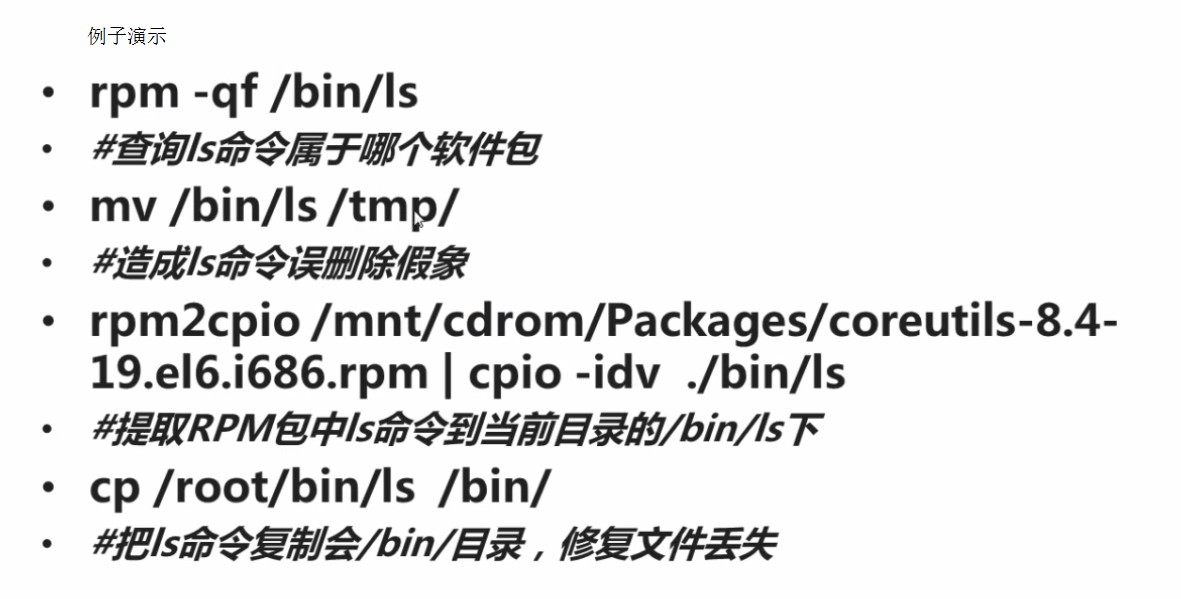 例子演示
• rpm -qf /bin/ls
• #查询ls命令属于哪个软件包
• mv /bin/ls /tmp/
• #造成ls命令误删除假象
• rpm2cpio /mnt/cdrom/Packages/coreutils-8.4-
19.el6.i686.rpm | cpio -idv ./bin/ls
• #提取RPM包中ls命令到当前目录的/bin/ls下
• cp /root/bin/ls /bin/
• #把ls命令复制会/bin/目录，修复文件丢失